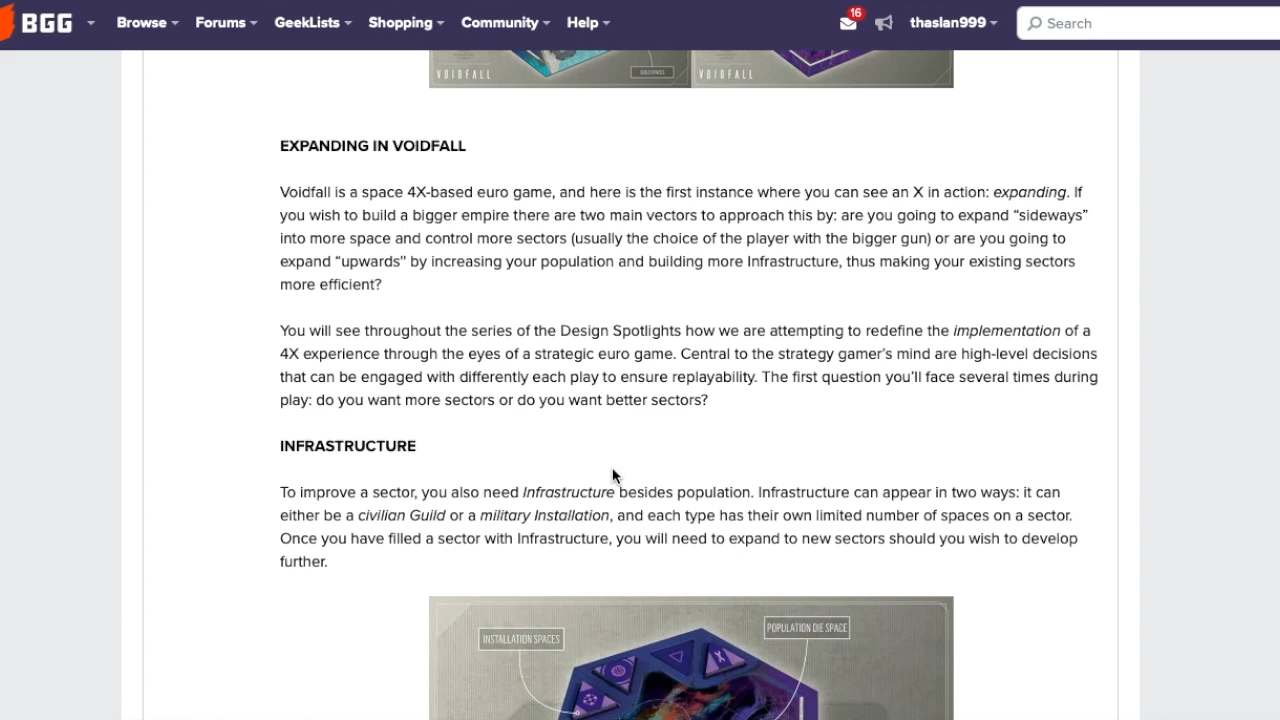 BGG Browse Forums GeekLists Shopping Community Help 16 thaslan999 Search
VOIDFALL GUILD SPACES VOIDFALL
EXPANDING IN VOIDFALL
Voidfall is a space 4X-based euro game, and here is the first instance where you can see an X in action: expanding. If
you wish to build a bigger empire there are two main vectors to approach this by: are you going to expand “sideways”
into more space and control more sectors (usually the choice of the player with the bigger gun) or are you going to
expand “upwards" by increasing your population and building more Infrastructure, thus making your existing sectors
more efficient?
You will see throughout the series of the Design Spotlights how we are attempting to redefine the implementation of a
4X experience through the eyes of a strategic euro game. Central to the strategy gamer’s mind are high-level decisions
that can be engaged with differently each play to ensure replayability. The first question you’ll face several times during
play: do you want more sectors or do you want better sectors?
INFRASTRUCTURE
To improve a sector, you also need Infrastructure besides population. Infrastructure can appear in two ways: it can
either be a civilian Guild or a military Installation, and each type has their own limited number of spaces on a sector.
Once you have filled a sector with Infrastructure, you will need to expand to new sectors should you wish to develop
further.
INSTALLATION SPACES
POPULATION DIE SPACE